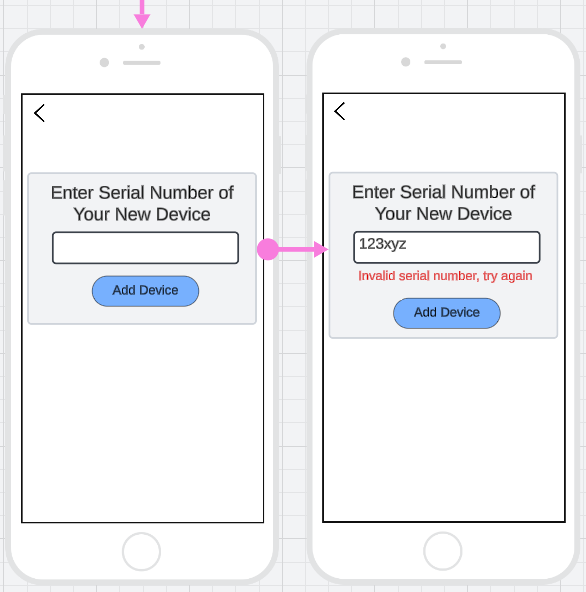 Enter Serial Number of
Your New Device
Add Device
Enter Serial Number of
Your New Device
123xyz
Invalid serial number, try again
Add Device